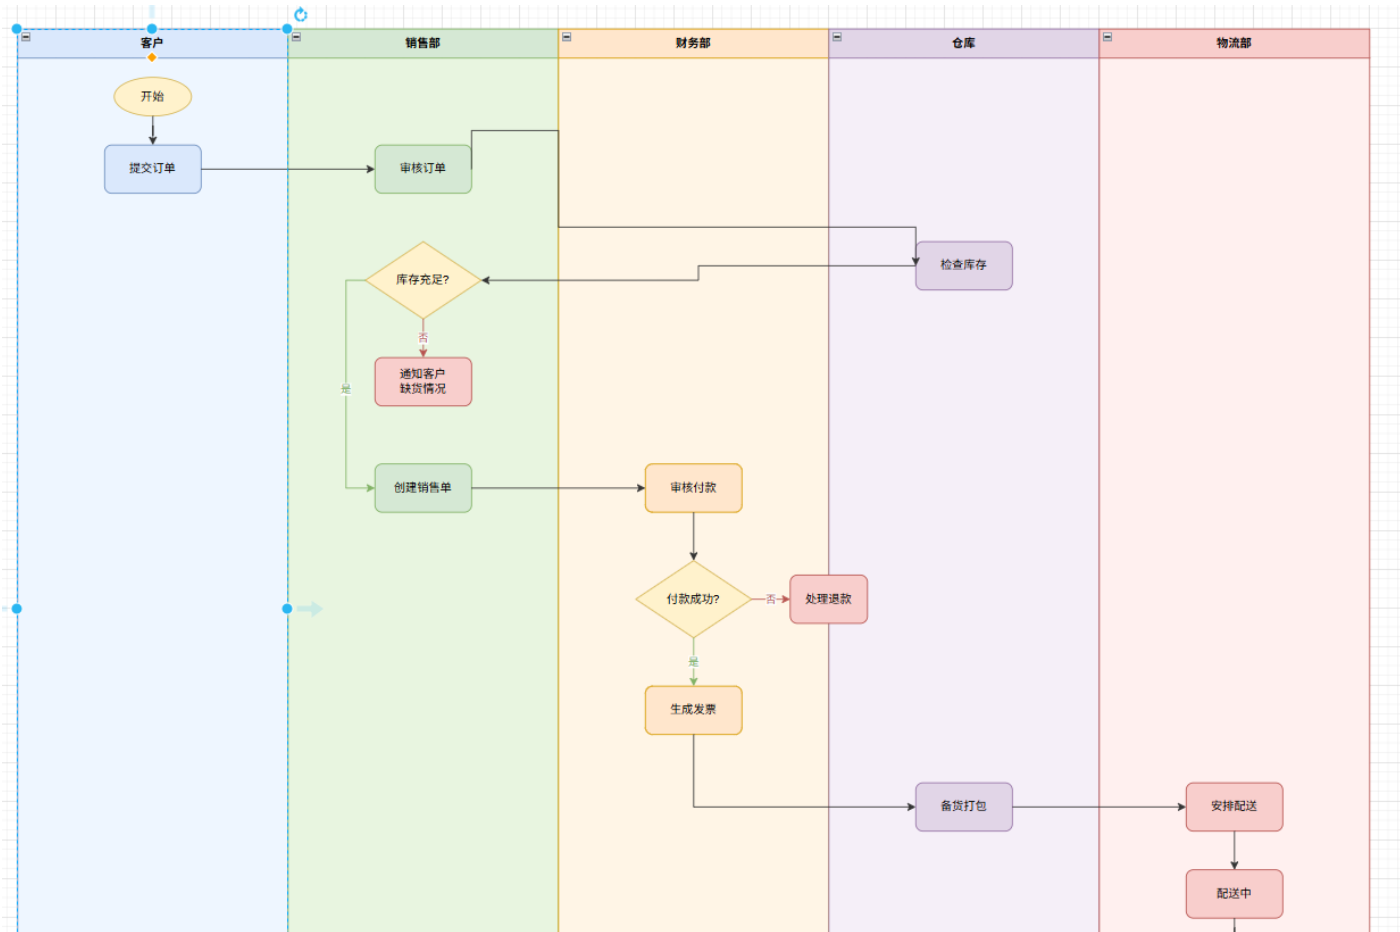 客户
销售部
财务部
仓库
物流部
开始
提交订单
审核订单
检查库存
库存充足?
否
通知客户
缺货情况
是
创建销售单
审核付款
付款成功?
否
处理退款
是
生成发票
备货打包
安排配送
配送中